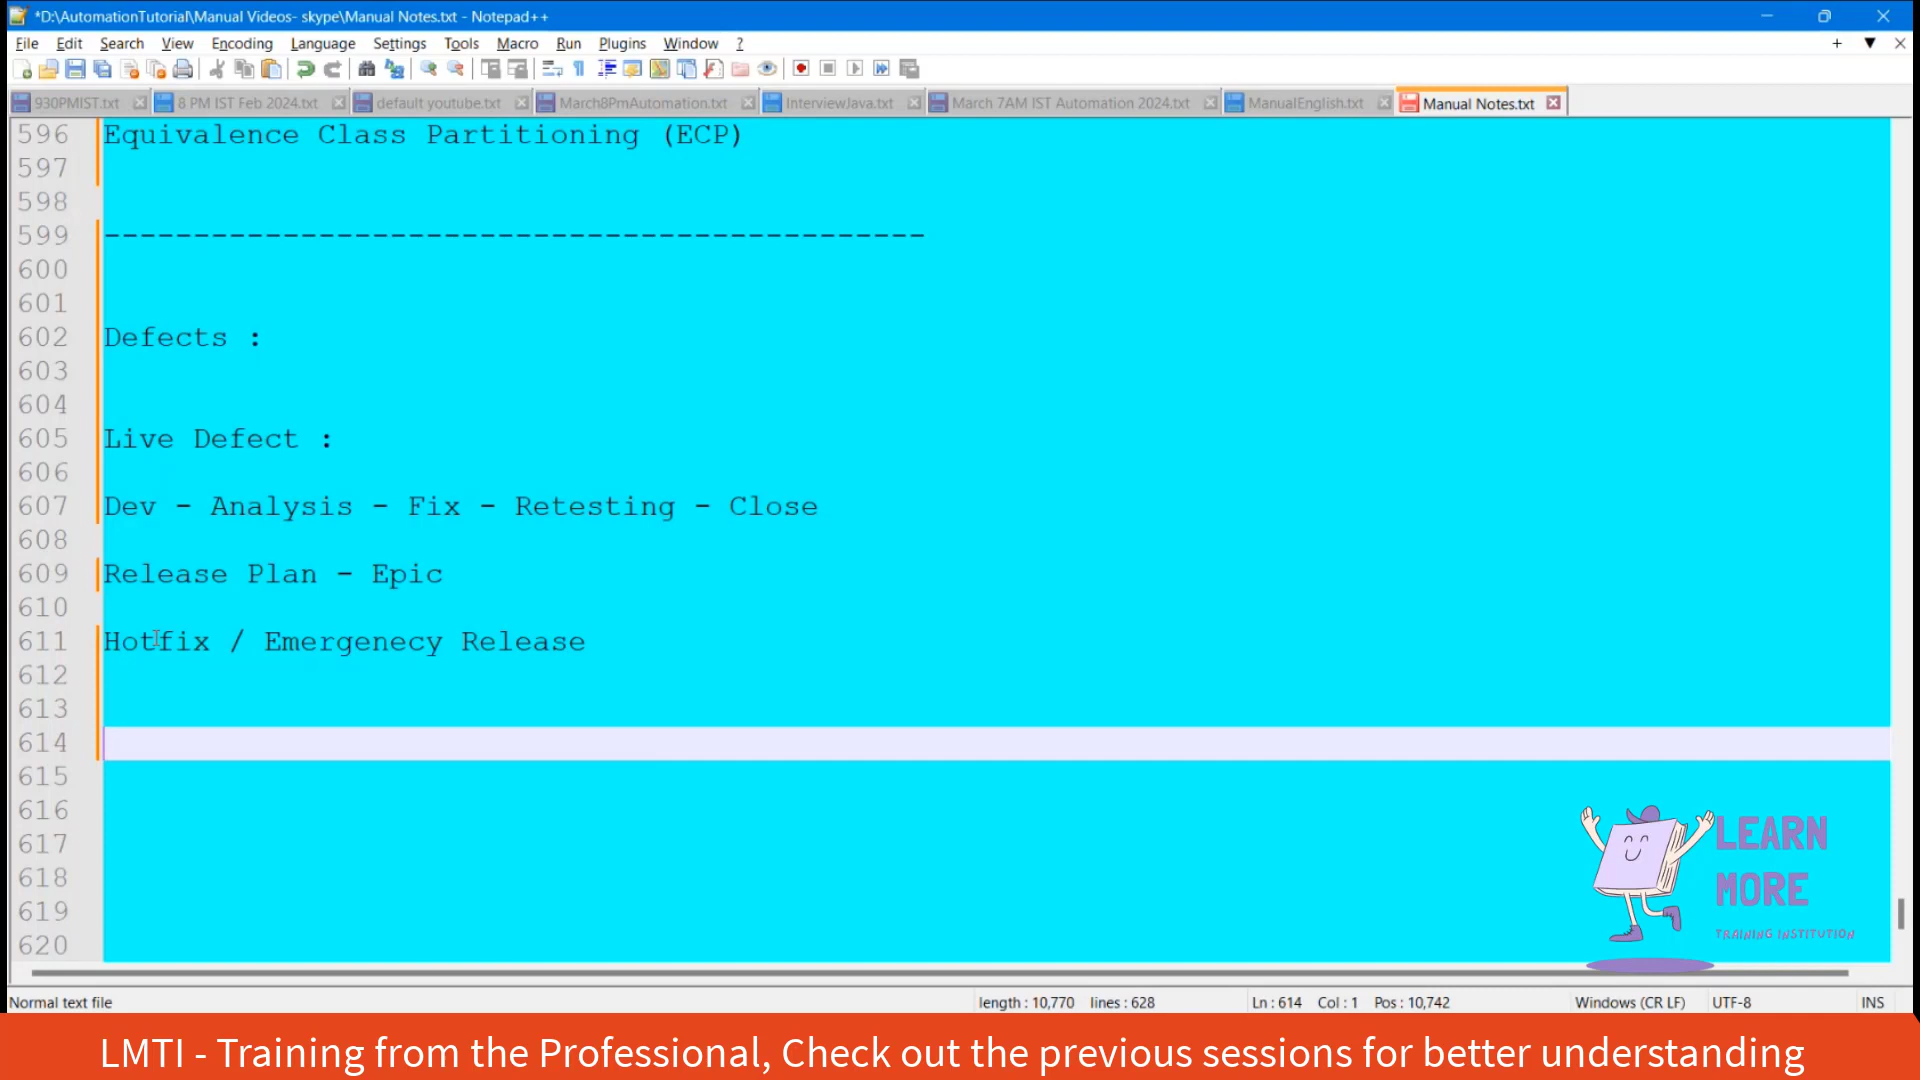 *D:\AutomationTutorial\Manual Videos- skype\Manual Notes.txt - Notepad++
File Edit Search View Encoding Language Settings Tools Macro Run Plugins Window ?
930PMIST.txt 8 PM IST Feb 2024.txt default youtube.txt March8PmAutomation.txt InterviewJava.txt March 7AM IST Automation 2024.txt ManualEnglish.txt Manual Notes.txt
596 Equivalence Class Partitioning (ECP)
597
598
599 ----------------------------------------------
600
601
602 Defects :
603
604
605 Live Defect :
606
607 Dev - Analysis - Fix - Retesting - Close
608
609 Release Plan - Epic
610
611 Hotfix / Emergenecy Release
612
613
614
615
616
617
618
619
620
LEARN
MORE
TRAINING INSTITUTION
Normal text file length : 10,770 lines : 628 Ln : 614 Col : 1 Pos : 10,742 Windows (CR LF) UTF-8 INS
LMTI - Training from the Professional, Check out the previous sessions for better understanding